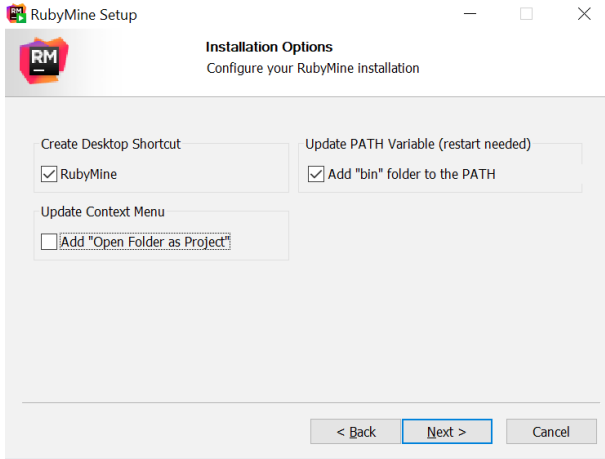 RubyMine Setup
RM
Installation Options
Configure your RubyMine installation
Create Desktop Shortcut
RubyMine
Update PATH Variable (restart needed)
Add "bin" folder to the PATH
Update Context Menu
Add "Open Folder as Project"
< Back
Next >
Cancel